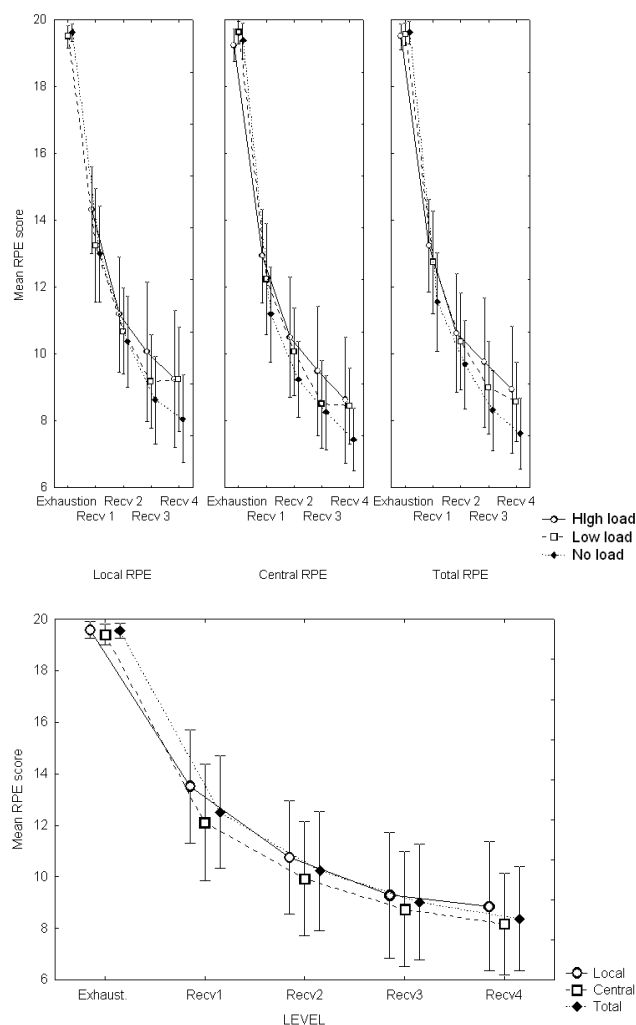 20
18
16
14
12
10
8
6
Mean RPE score
Exhaustion Recv 2 Recv 4 Exhaustion Recv 2 Recv 4 Exhaustion Recv 2 Recv 4
Recv 1 Recv 3 Recv 1 Recv 3 Recv 1 Recv 3
HIgh load
Low load
No load
Local RPE Central RPE Total RPE
20
18
16
14
12
10
8
6
Mean RPE score
Exhaust. Recv1 Recv2 Recv3 Recv4
LEVEL
Local
Central
Total